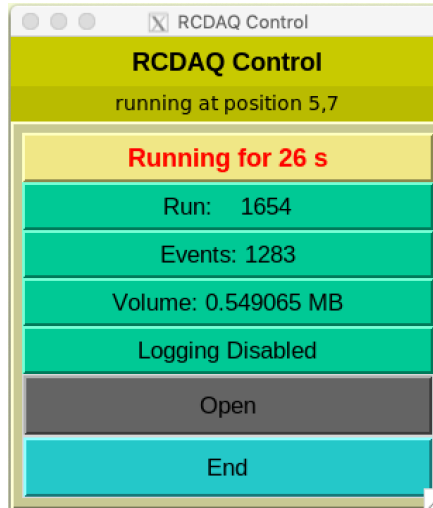 RCDAQ Control
RCDAQ Control
running at position 5,7
Running for 26 s
Run: 1654
Events: 1283
Volume: 0.549065 MB
Logging Disabled
Open
End